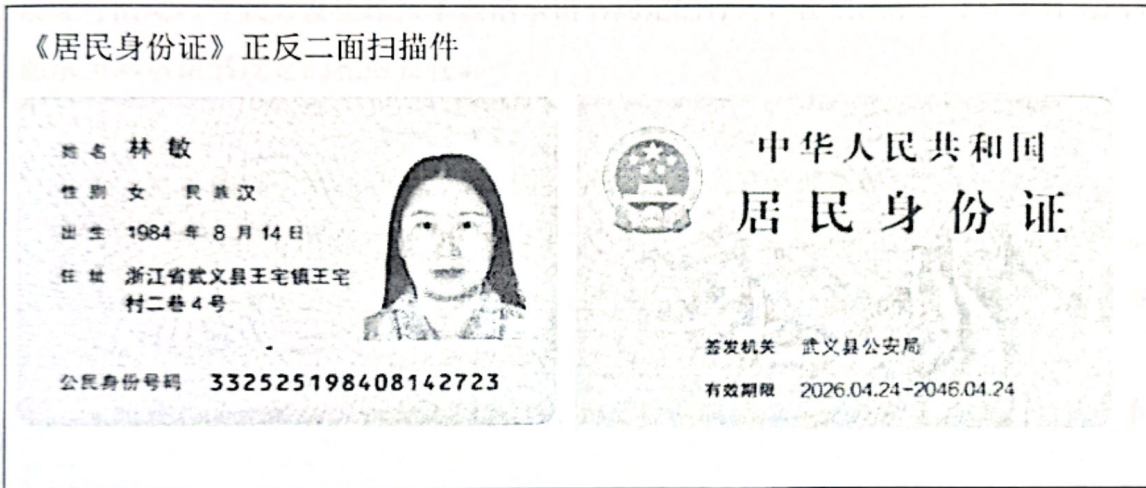 《居民身份证》正反二面扫描件
姓名 林敏
性别 女 民族 汉
出生 1984 年 8 月 14 日
住址 浙江省武义县王宅镇王宅
村二巷4号
公民身份号码 332525198408142723
中华人民共和国
居民身份证
签发机关 武义县公安局
有效期限 2026.04.24-2046.04.24